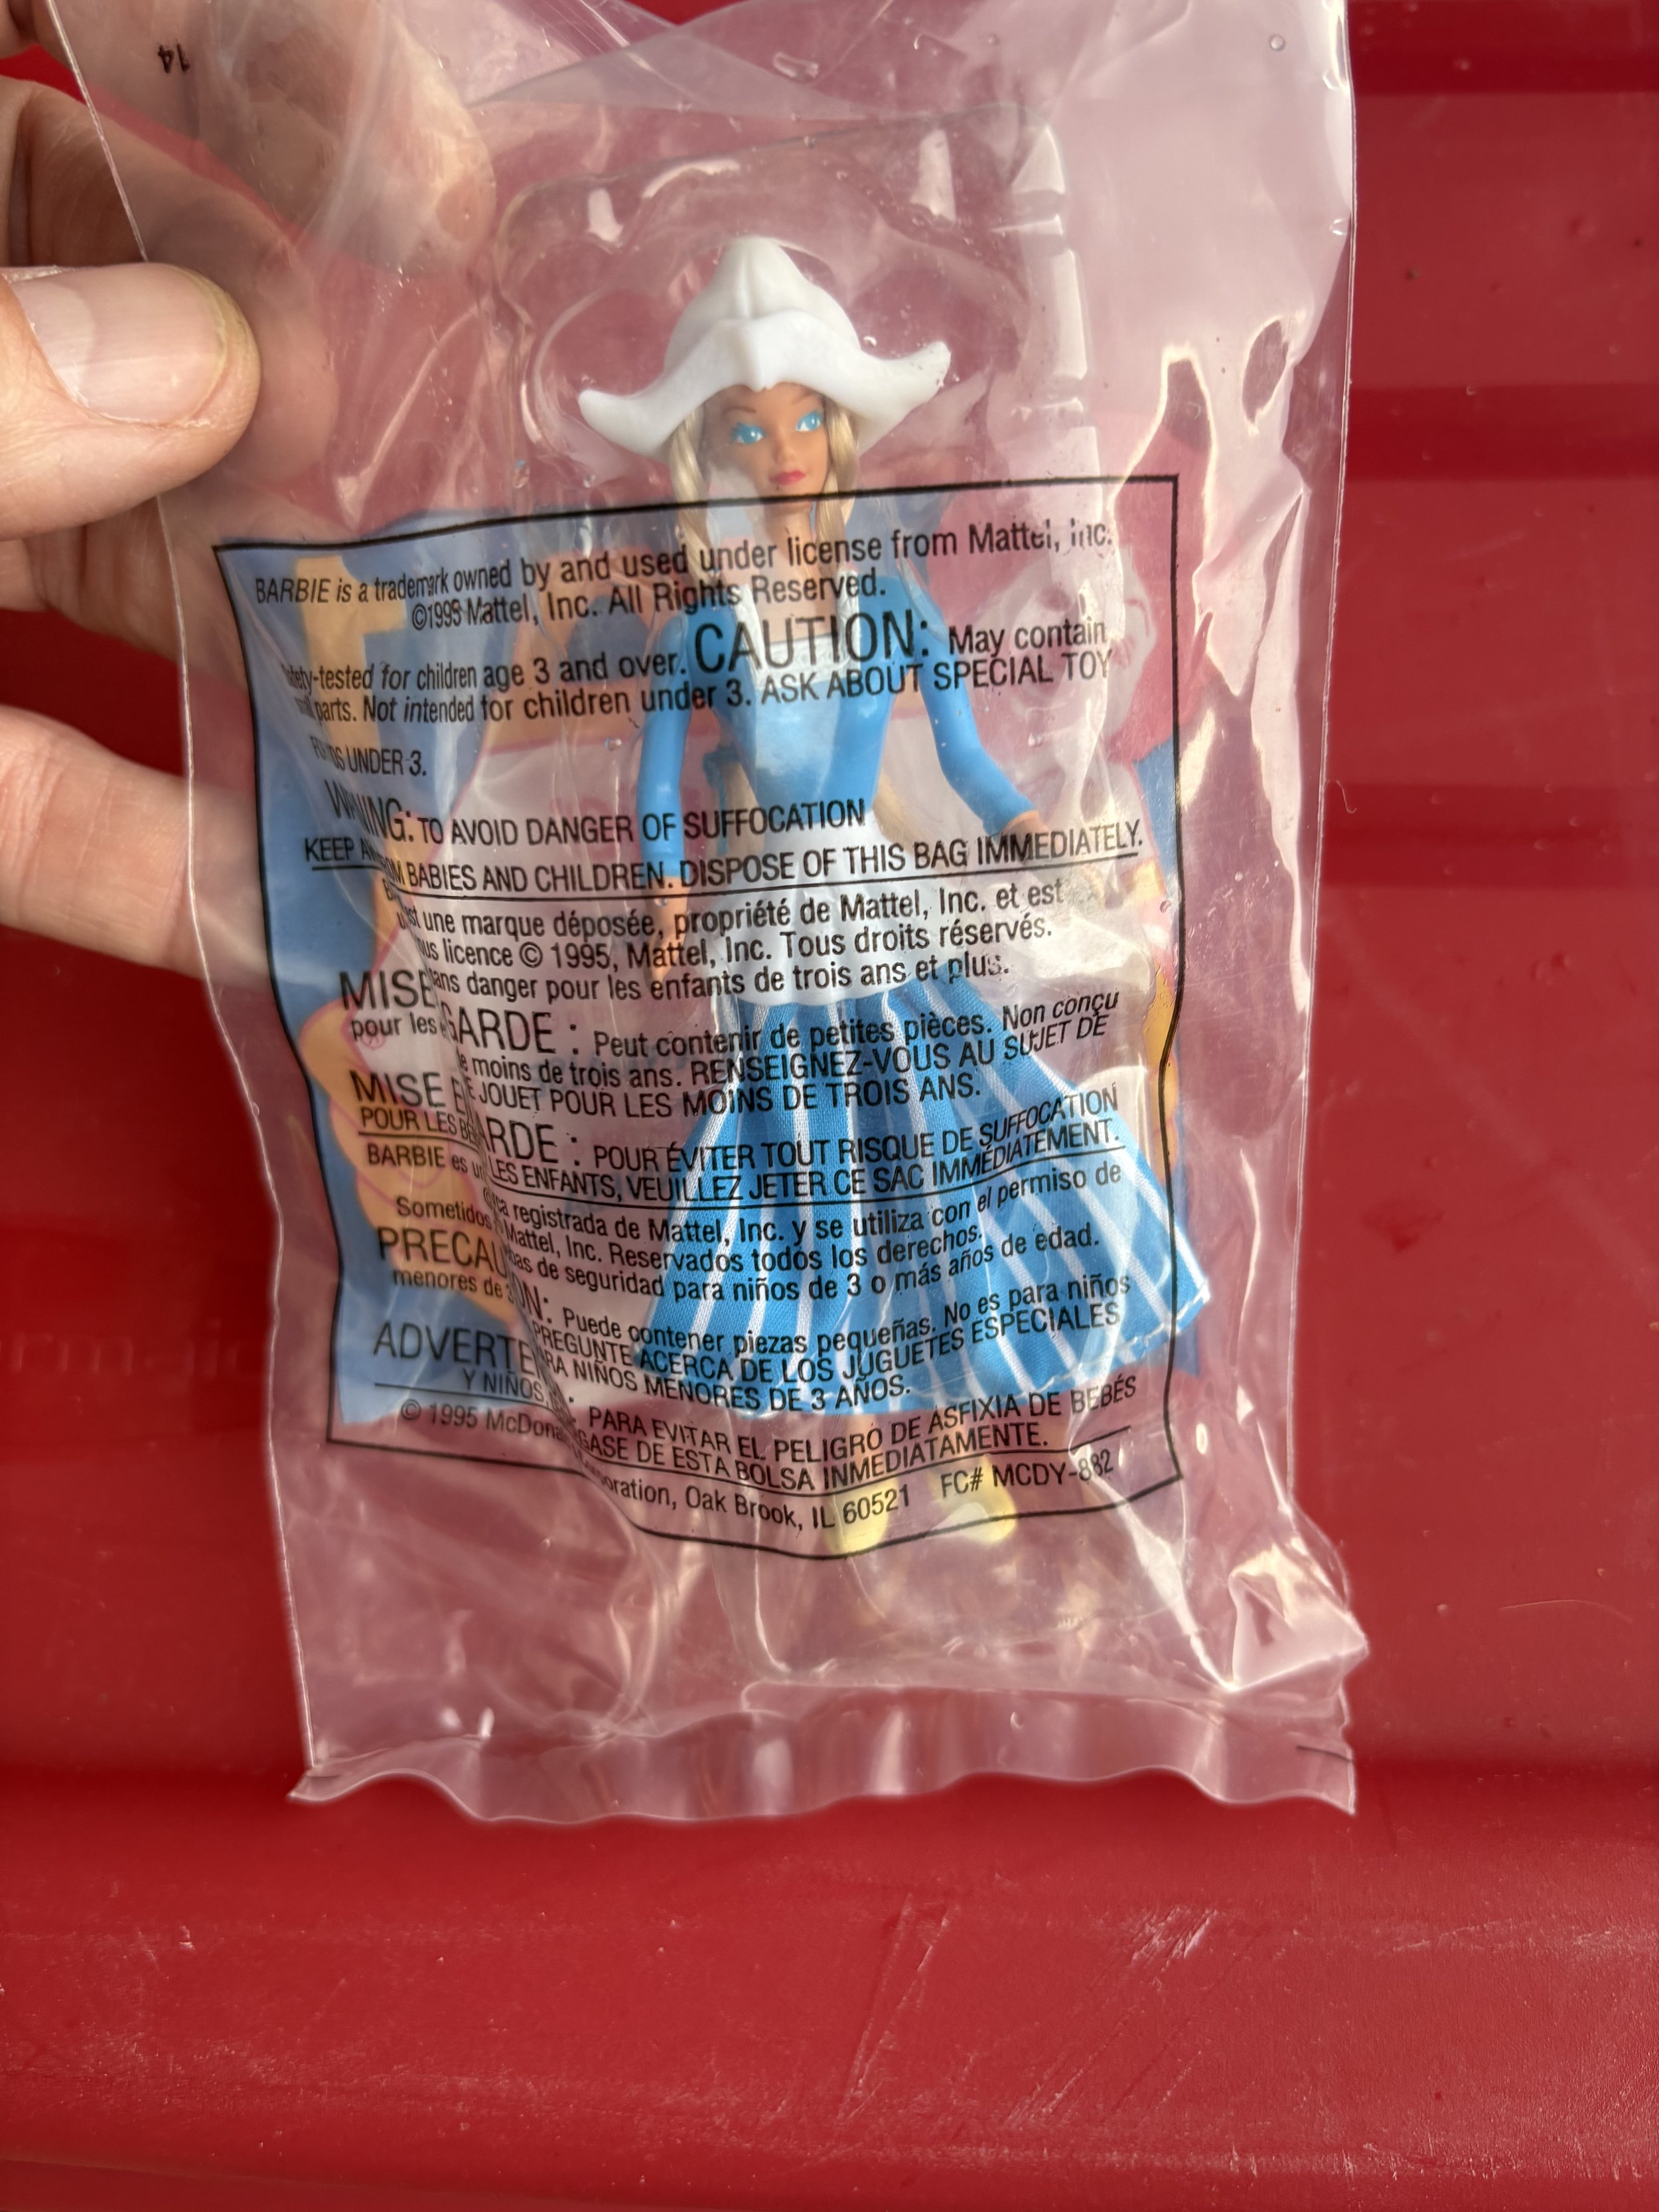 14
BARBIE is a trademark owned by and used under license from Mattel, Inc.
©1995 Mattel, Inc. All Rights Reserved.
-tested for children age 3 and over. CAUTION: May contain
parts. Not intended for children under 3. ASK ABOUT SPECIAL TOY
UNDER 3.
TO AVOID DANGER OF SUFFOCATION
KEEP BABIES AND CHILDREN. DISPOSE OF THIS BAG IMMEDIATELY.
une marque déposée, propriété de Mattel, Inc. et est
licence © 1995, Mattel, Inc. Tous droits réservés.
danger pour les enfants de trois ans et plus.
MISE GARDE : Peut contenir de petites pièces. Non conçu
pour les moins de trois ans. RENSEIGNEZ-VOUS AU SUJET DE
JOUET POUR LES MOINS DE TROIS ANS.
MISE POUR ÉVITER TOUT RISQUE DE SUFFOCATION
POUR LES LES ENFANTS, VEUILLEZ JETER CE SAC IMMÉDIATEMENT.
BARBIE es registrada de Mattel, Inc. y se utiliza con el permiso de
Mattel, Inc. Reservados todos los derechos.
Sometidos de seguridad para niños de 3 o más años de edad.
Puede contener piezas pequeñas. No es para niños
menores de PREGUNTE ACERCA DE LOS JUGUETES ESPECIALES
NIÑOS MENORES DE 3 AÑOS.
PARA EVITAR EL PELIGRO DE ASFIXIA DE BEBÉS
Y NIÑOS, DE ESTA BOLSA INMEDIATAMENTE.
© 1995 Oak Brook, IL 60521 FC# MCDY-882